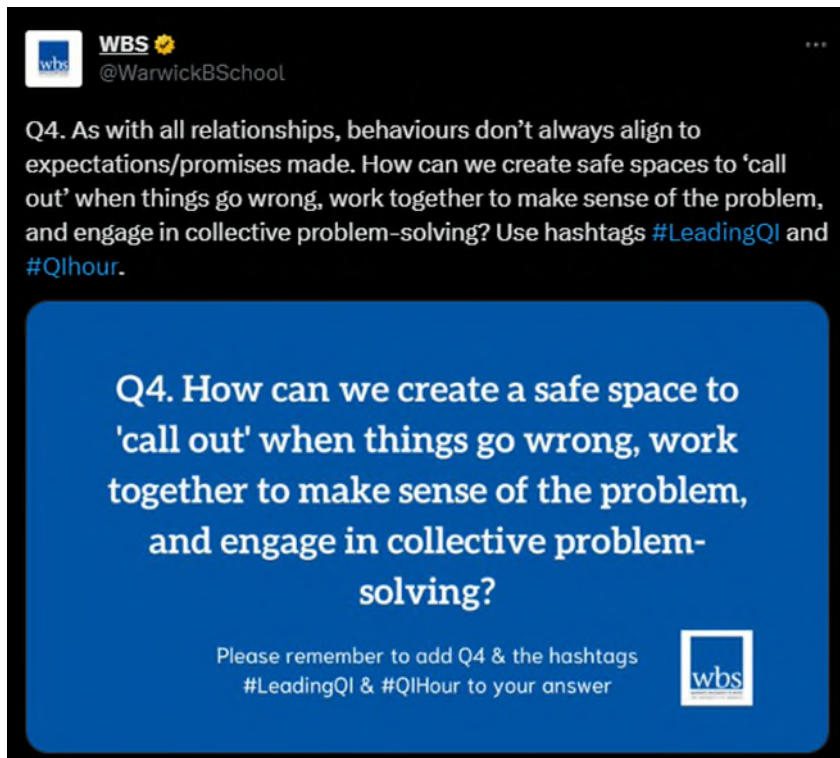 WBS
@WarwickBSchool
Q4. As with all relationships, behaviours don’t always align to
expectations/promises made. How can we create safe spaces to ‘call
out’ when things go wrong, work together to make sense of the problem,
and engage in collective problem-solving? Use hashtags #LeadingQI and
#QIhour.
Q4. How can we create a safe space to
'call out' when things go wrong, work
together to make sense of the problem,
and engage in collective problem-
solving?
Please remember to add Q4 & the hashtags
#LeadingQI & #QIHour to your answer
wbs